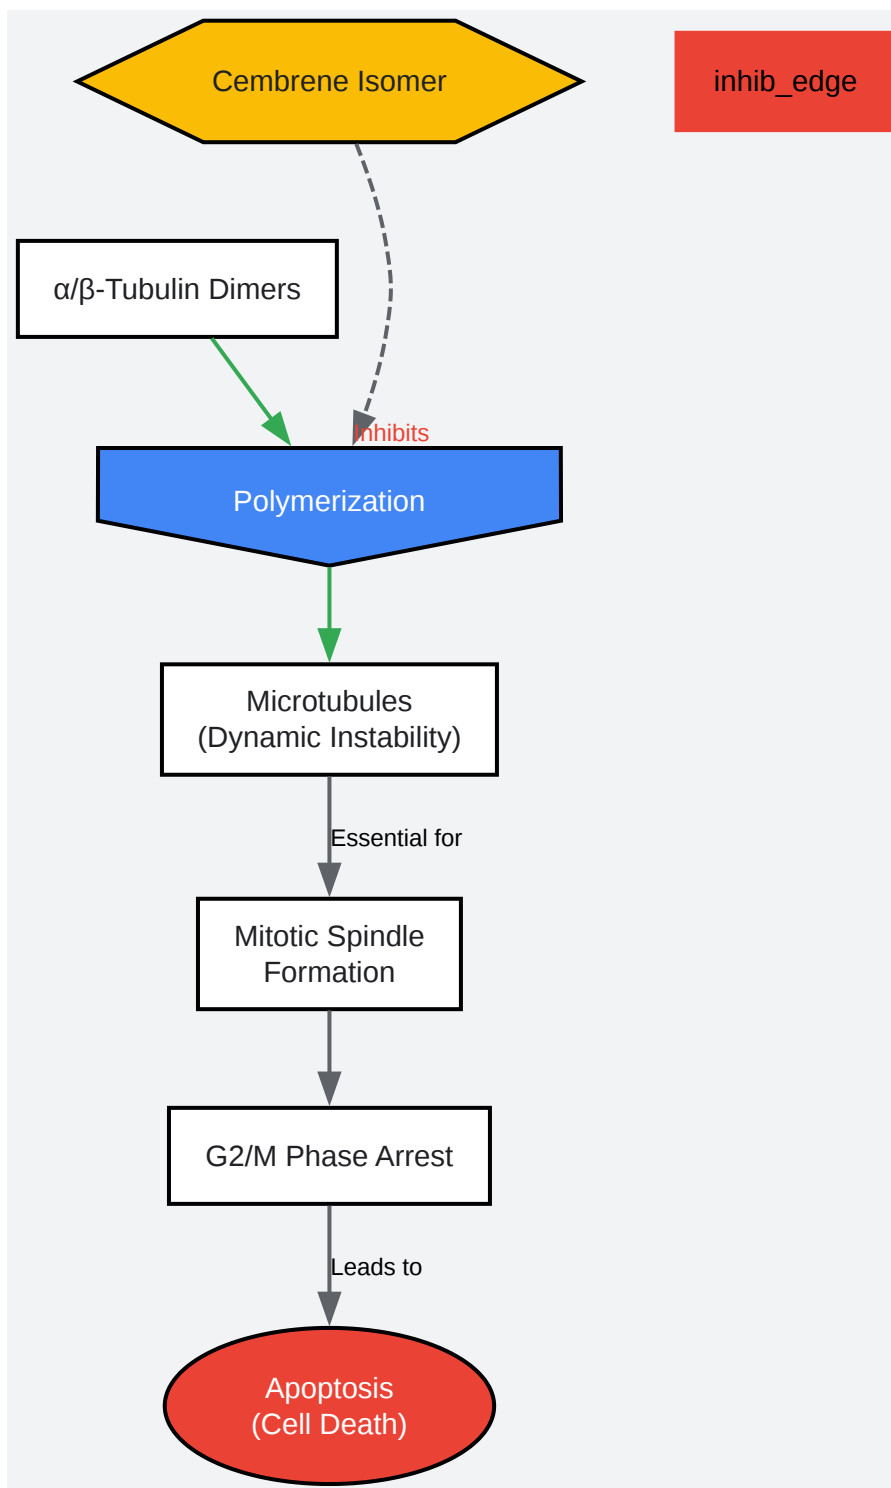 Cembrene Isomer
inhib_edge
α/β-Tubulin Dimers
Inhibits
Polymerization
Microtubules
(Dynamic Instability)
Essential for
Mitotic Spindle
Formation
G2/M Phase Arrest
Leads to
Apoptosis
(Cell Death)